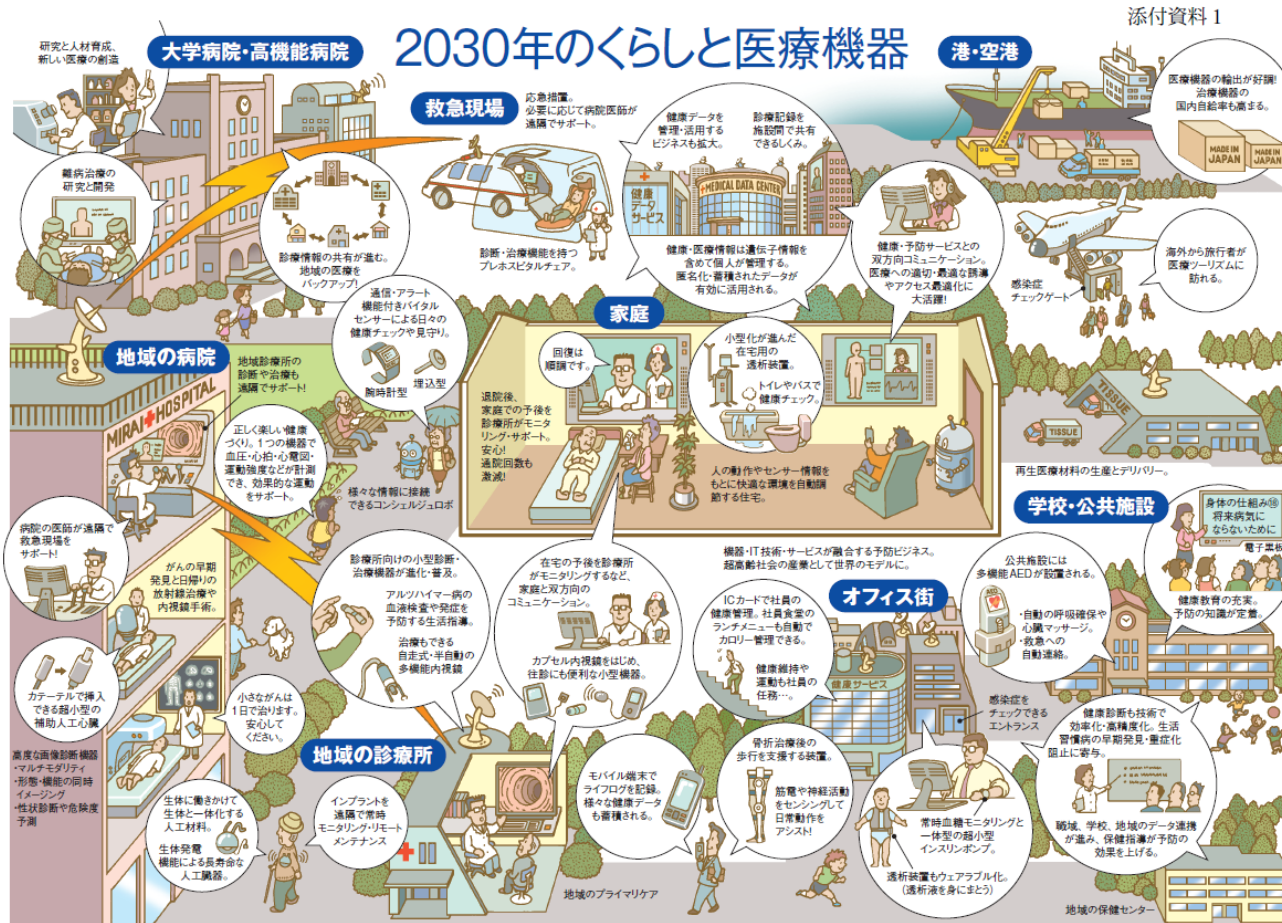 添付資料 1
2030年のくらしと医療機器
研究と人材育成、
新しい医療の創造
大学病院・高機能病院
難病治療の
研究と開発
診療情報の共有が進む。
地域の医療を
バックアップ!
救急現場
応急措置。
必要に応じて病院医師が
遠隔でサポート。
診断・治療機能を持つ
プレホスピタルチェア。
健康データを
管理・活用する
ビジネスも拡大。
診療記録を
施設間で共有
できるしくみ。
健康
データ
サービス
MEDICAL DATA CENTER
健康・医療情報は遺伝子情報を
含めて個人が管理する。
匿名化・蓄積されたデータが
有効に活用される。
健康・予防サービスとの
双方向コミュニケーション。
医療への適切・最適な誘導
やアクセス最適化に
大活躍!
港・空港
医療機器の輸出が好調!
治療機器の
国内自給率も高まる。
MADE IN
JAPAN
MADE IN
JAPAN
感染症
チェックゲート
海外から旅行者が
医療ツーリズムに
訪れる。
通信・アラート
機能付きバイタル
センサーによる日々の
健康チェックや見守り。
腕時計型
埋込型
地域の病院
地域診療所の
診断や治療も
遠隔でサポート!
MIRAI HOSPITAL
正しく楽しい健康
づくり。1つの機器で
血圧・心拍・心電図・
運動強度などが計測
でき、効果的な運動
をサポート。
様々な情報に接続
できるコンシェルジュロボ
病院の医師が遠隔で
救急現場を
サポート!
がんの早期
発見と日帰りの
放射線治療や
内視鏡手術。
カテーテルで挿入
できる超小型の
補助人工心臓
小さながんは
1日で治ります。
安心して
ください。
高度な画像診断機器
・マルチモダリティ
・形態・機能の同時
イメージング
・性状診断や危険度
予測
生体に働きかけて
生体と一体化する
人工材料。
生体発電
機能による長寿命な
人工臓器。
家庭
回復は
順調です。
退院後、
家庭での予後を
診療所がモニタ
リング・サポート。
安心!
通院回数も
激減!
小型化が進んだ
在宅用の
透析装置。
トイレやバスで
健康チェック。
人の動作やセンサー情報を
もとに快適な環境を自動調
節する住宅。
機器・IT技術・サービスが融合する予防ビジネス。
超高齢社会の産業として世界のモデルに。
TISSUE
TISSUE
再生医療材料の生産とデリバリー。
学校・公共施設
身体の仕組み⑱
将来病気に
ならないために
電子黒板
健康教育の充実。
予防の知識が定着。
公共施設には
多機能AEDが設置される。
AED
・自動の呼吸確保や
心臓マッサージ。
・救急への
自動連絡。
健康診断も技術で
効率化・高精度化。生活
習慣病の早期発見・重症化
阻止に寄与。
職域、学校、地域のデータ連携
が進み、保健指導が予防の
効果を上げる。
地域の保健センター
オフィス街
ICカードで社員の
健康管理。社員食堂の
ランチメニューも自動で
カロリー管理できる。
健康維持や
運動も社員の
任務…。
健康サービス
感染症を
チェックできる
エントランス
常時血糖モニタリングと
一体型の超小型
インスリンポンプ。
透析装置もウェアラブル化。
(透析液を身にまとう)
骨折治療後の
歩行を支援する装置。
筋電や神経活動
をセンシングして
日常動作を
アシスト!
モバイル端末で
ライフログを記録。
様々な健康データ
も蓄積される。
診療所向けの小型診断・
治療機器が進化・普及。
アルツハイマー病の
血液検査や発症を
予防する生活指導。
治療もできる
自走式・半自動の
多機能内視鏡
在宅の予後を診療所
がモニタリングするなど、
家庭と双方向の
コミュニケーション。
カプセル内視鏡をはじめ、
往診にも便利な小型機器。
地域の診療所
インプラントを
遠隔で常時
モニタリング・リモート
メンテナンス
地域のプライマリケア